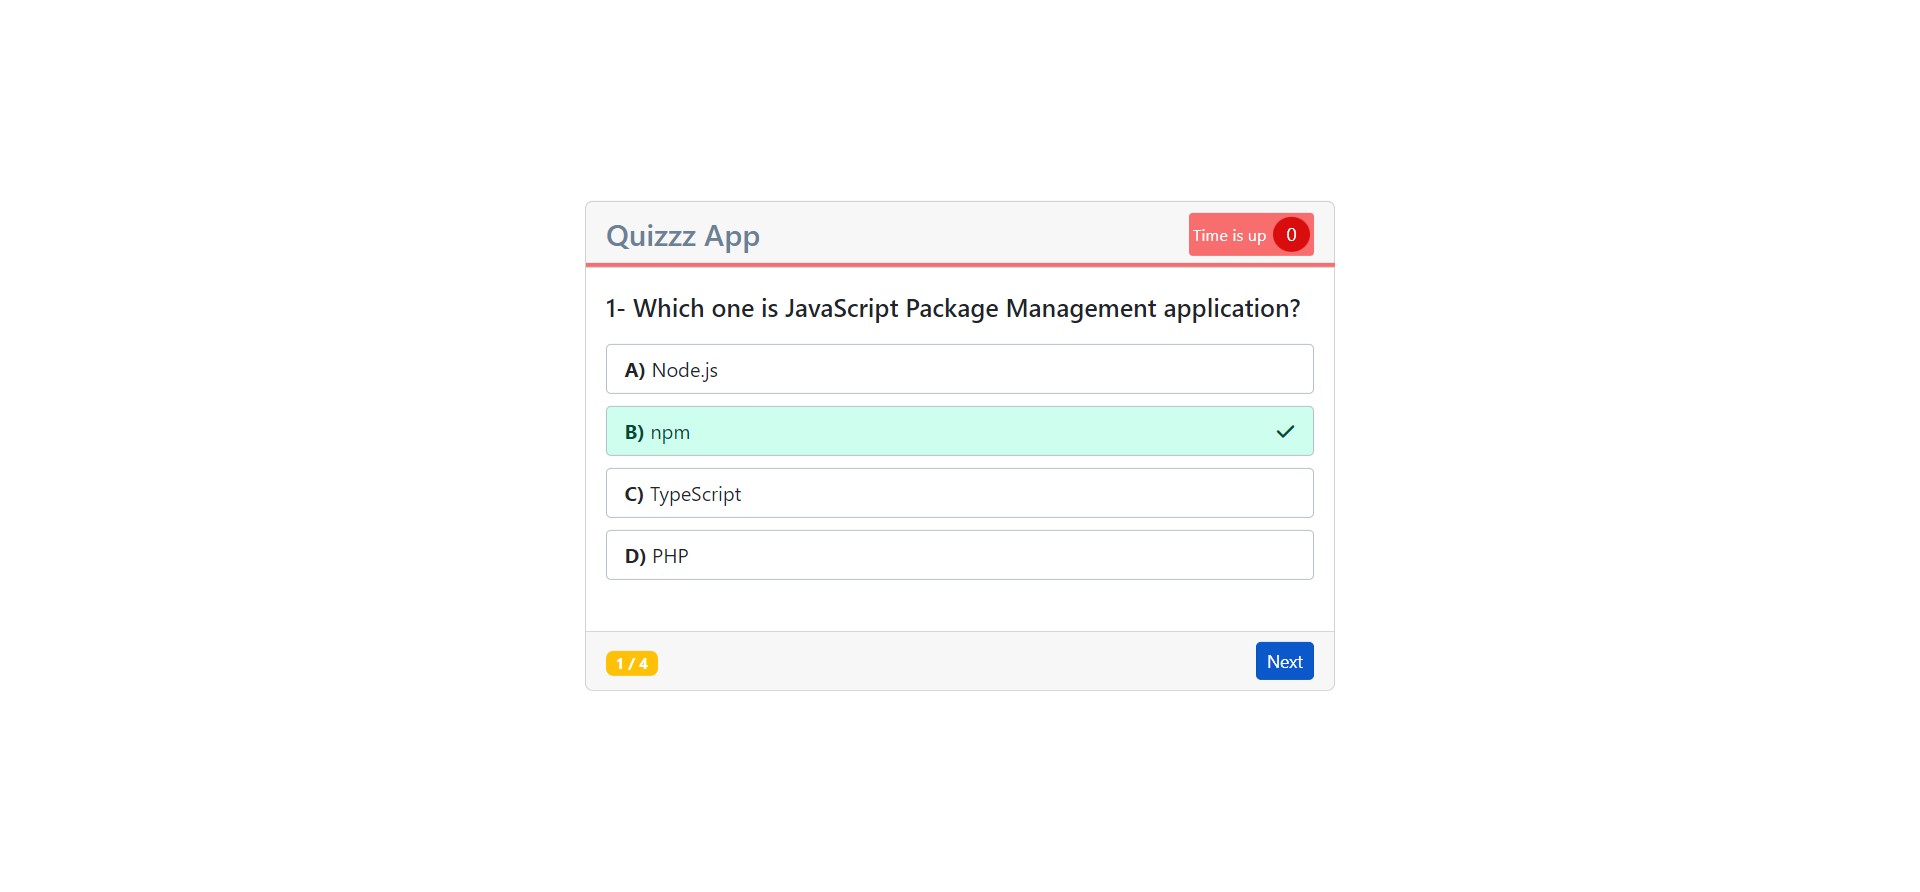 Quizzz App
Time is up 0
1- Which one is JavaScript Package Management application?
A) Node.js
B) npm
C) TypeScript
D) PHP
1 / 4
Next